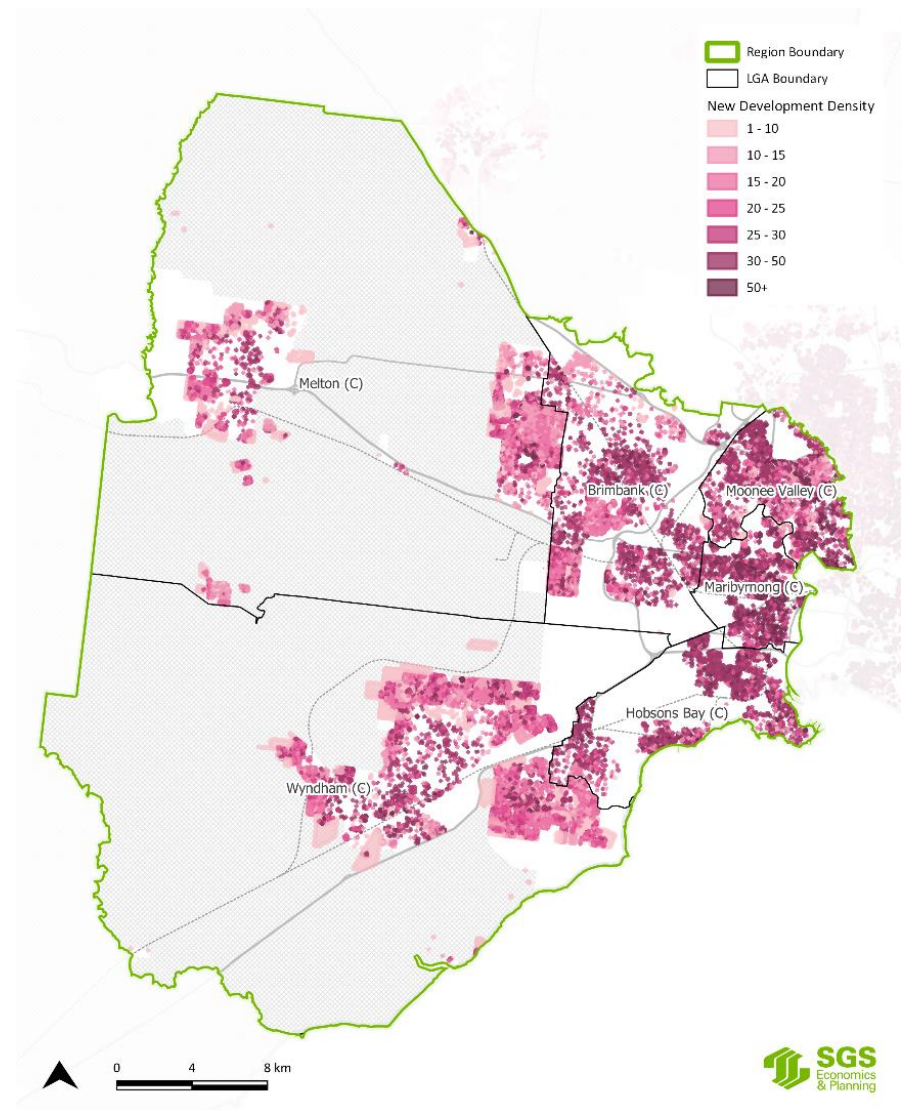 Region Boundary
LGA Boundary
New Development Density
1 - 10
10 - 15
15 - 20
20 - 25
25 - 30
30 - 50
50+
Melton (C)
Brimbank (C)
Moonee Valley (C)
Maribyrnong (C)
Hobsons Bay (C)
Wyndham (C)
0 4 8 km
SGS
Economics
& Planning